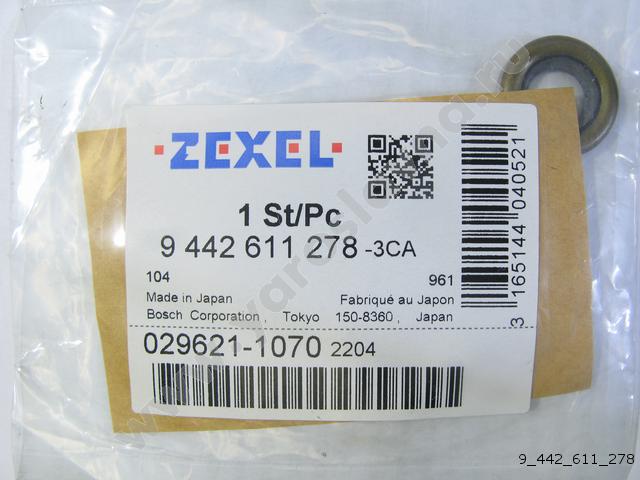 ·ZEXEL·
1 St/Pc
9 442 611 278 -3CA
104 961
Made in Japan Fabriqué au Japon
Bosch Corporation, Tokyo 150-8360, Japan
029621-1070 2204
3 165144 040521
9_442_611_278